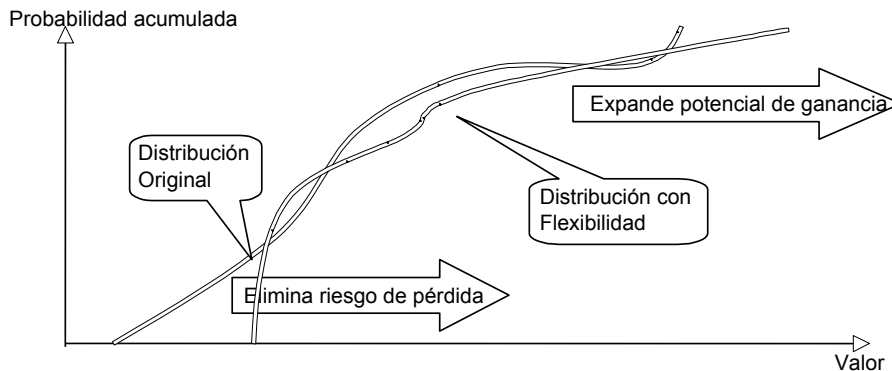 Probabilidad acumulada
Expande potencial de ganancia
Distribución
Original
Distribución con
Flexibilidad
Elimina riesgo de pérdida
Valor